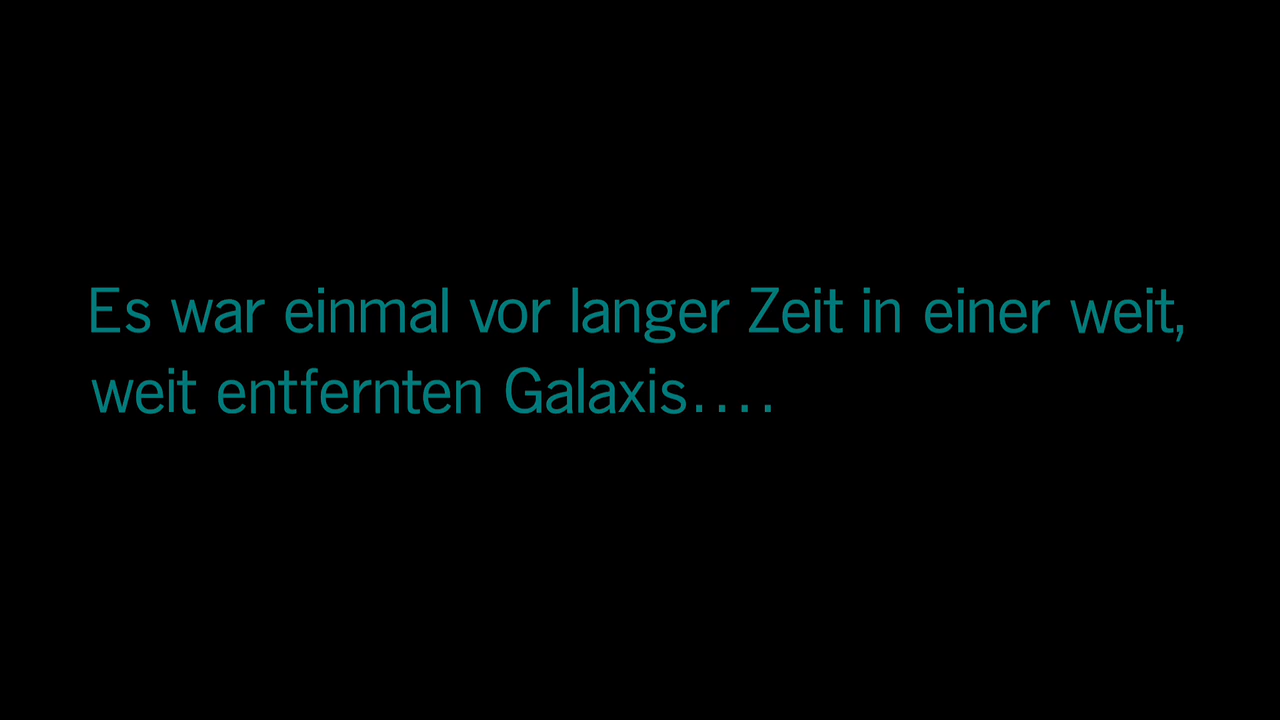 Es war einmal vor langer Zeit in einer weit,
weit entfernten Galaxis....